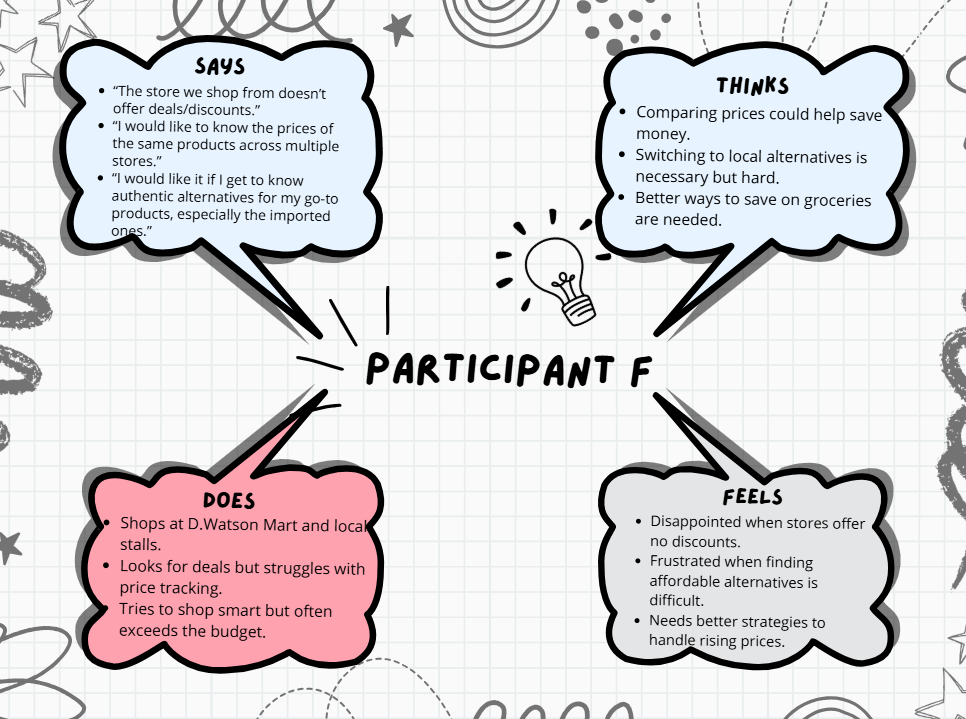 SAYS
“The store we shop from doesn’t
offer deals/discounts.”
“I would like to know the prices of
the same products across multiple
stores.”
“I would like it if I get to know
authentic alternatives for my go-to
products, especially the imported
ones.”
THINKS
Comparing prices could help save
money.
Switching to local alternatives is
necessary but hard.
Better ways to save on groceries
are needed.
PARTICIPANT F
DOES
Shops at D.Watson Mart and local
stalls.
Looks for deals but struggles with
price tracking.
Tries to shop smart but often
exceeds the budget.
FEELS
Disappointed when stores offer
no discounts.
Frustrated when finding
affordable alternatives is
difficult.
Needs better strategies to
handle rising prices.